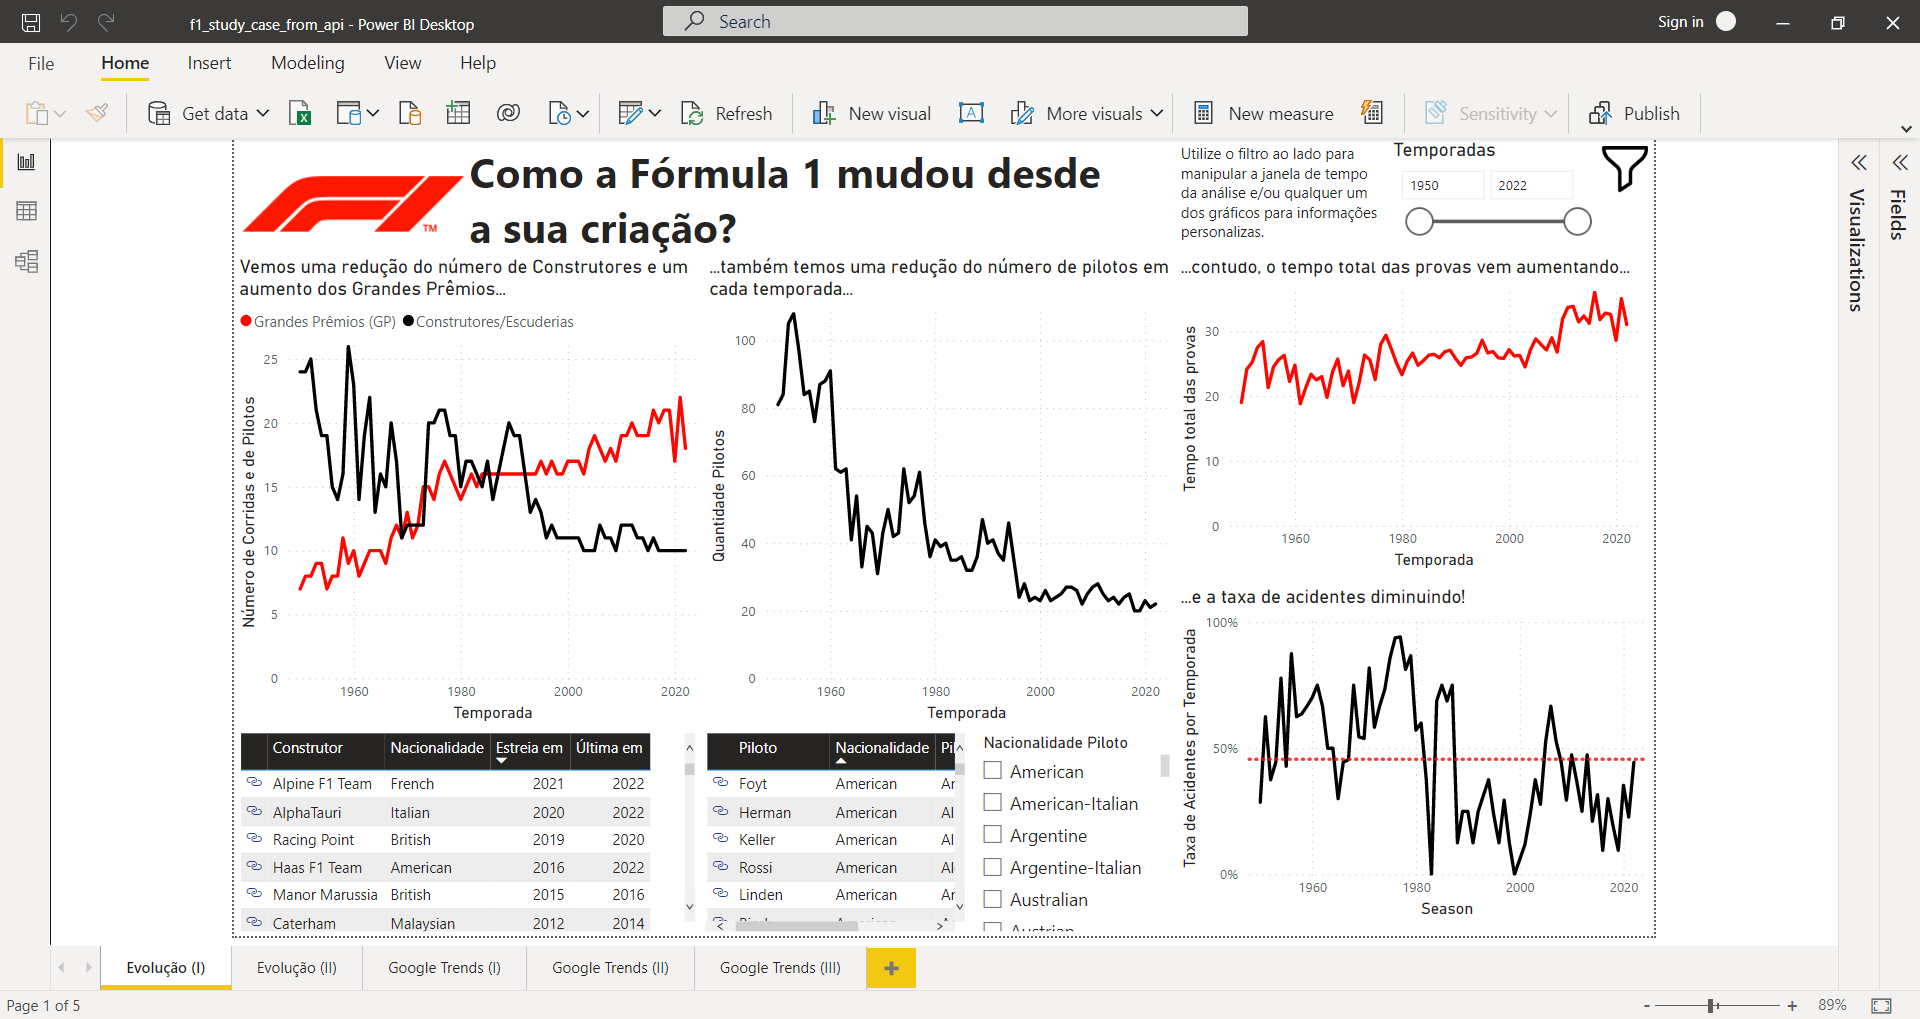 f1_study_case_from_api - Power BI Desktop
Search
Sign in
File
Home
Insert
Modeling
View
Help
Get data
Refresh
New visual
More visuals
New measure
Sensitivity
Publish
Como a Fórmula 1 mudou desde
a sua criação?
TM
Utilize o filtro ao lado para
manipular a janela de tempo
da análise e/ou qualquer um
dos gráficos para informações
personalizas.
Temporadas
1950
2022
Visualizations
Fields
Vemos uma redução do número de Construtores e um
aumento dos Grandes Prêmios...
Grandes Prêmios (GP)
Construtores/Escuderias
Número de Corridas e de Pilotos
25
20
15
10
5
0
1960
1980
2000
2020
Temporada
...também temos uma redução do número de pilotos em
cada temporada...
Quantidade Pilotos
100
80
60
40
20
0
1960
1980
2000
2020
Temporada
...contudo, o tempo total das provas vem aumentando...
Tempo total das provas
30
20
10
0
1960
1980
2000
2020
Temporada
...e a taxa de acidentes diminuindo!
Taxa de Acidentes por Temporada
100%
50%
0%
1960
1980
2000
2020
Season
Construtor Nacionalidade Estreia em Última em
Alpine F1 Team French 2021 2022
AlphaTauri Italian 2020 2022
Racing Point British 2019 2020
Haas F1 Team American 2016 2022
Manor Marussia British 2015 2016
Caterham Malaysian 2012 2014
Piloto Nacionalidade Pi
Foyt American Ar
Herman American Al
Keller American Al
Rossi American Al
Linden American Ar
Nacionalidade Piloto
American
American-Italian
Argentine
Argentine-Italian
Australian
Austrian
Evolução (I)
Evolução (II)
Google Trends (I)
Google Trends (II)
Google Trends (III)
Page 1 of 5
89%